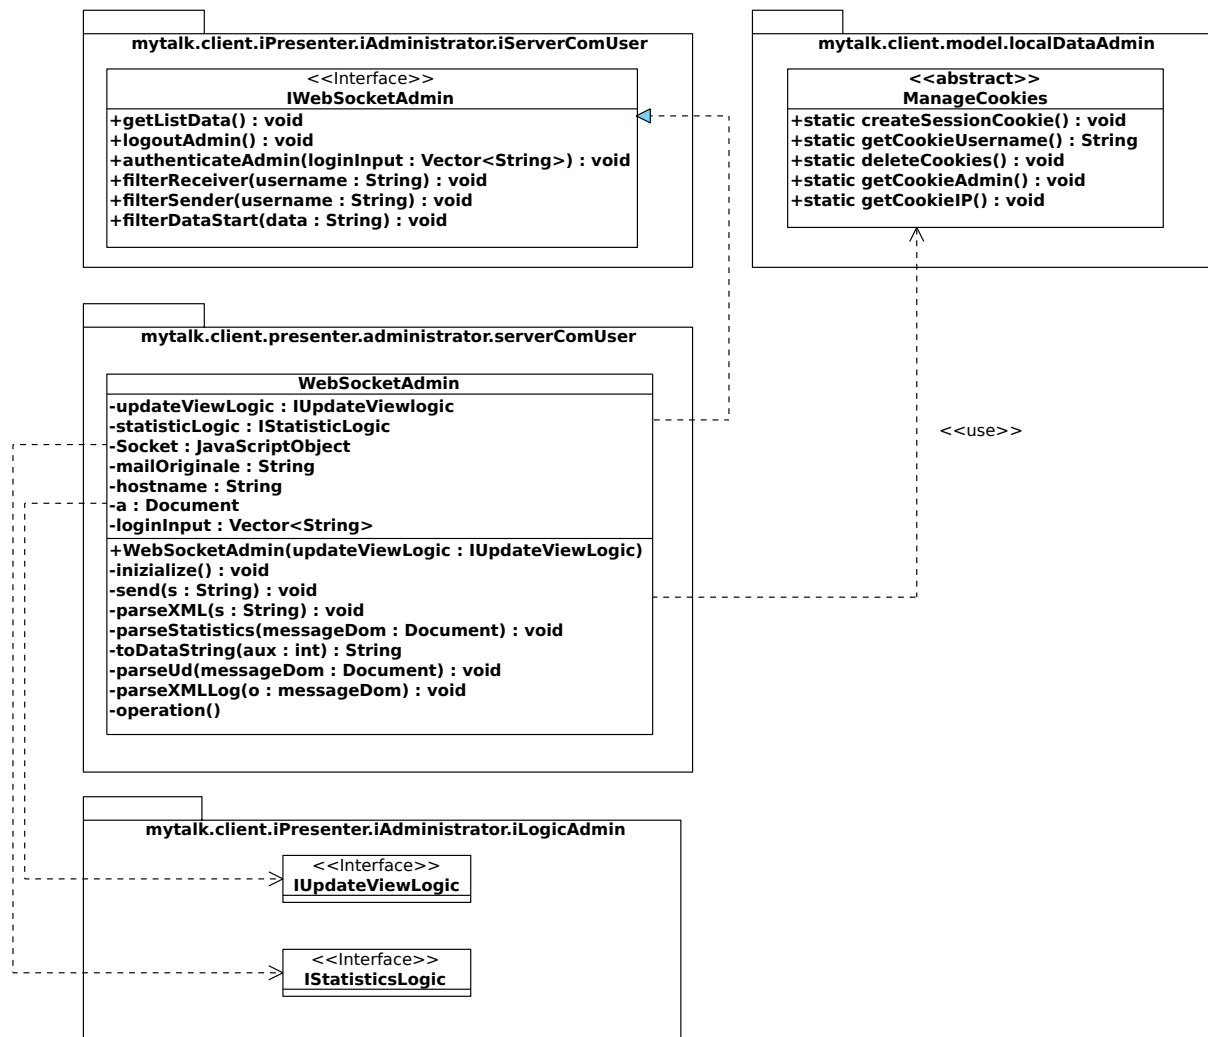 mytalk.client.iPresenter.iAdministrator.iServerComUser
<<Interface>>
IWebSocketAdmin
+getListData() : void
+logoutAdmin() : void
+authenticateAdmin(loginInput : Vector<String>) : void
+filterReceiver(username : String) : void
+filterSender(username : String) : void
+filterDataStart(data : String) : void
mytalk.client.model.localDataAdmin
<<abstract>>
ManageCookies
+static createSessionCookie() : void
+static getCookieUsername() : String
+static deleteCookies() : void
+static getCookieAdmin() : void
+static getCookieIP() : void
mytalk.client.presenter.administrator.serverComUser
WebSocketAdmin
-updateViewLogic : IUpdateViewlogic
-statisticLogic : IStatisticLogic
-Socket : JavaScriptObject
-mailOriginale : String
-hostname : String
-a : Document
-loginInput : Vector<String>
+WebSocketAdmin(updateViewLogic : IUpdateViewLogic)
-inizialize() : void
-send(s : String) : void
-parseXML(s : String) : void
-parseStatistics(messageDom : Document) : void
-toDataString(aux : int) : String
-parseUd(messageDom : Document) : void
-parseXMLLog(o : messageDom) : void
-operation()
<<use>>
mytalk.client.iPresenter.iAdministrator.iLogicAdmin
<<Interface>>
IUpdateViewLogic
<<Interface>>
IStatisticsLogic